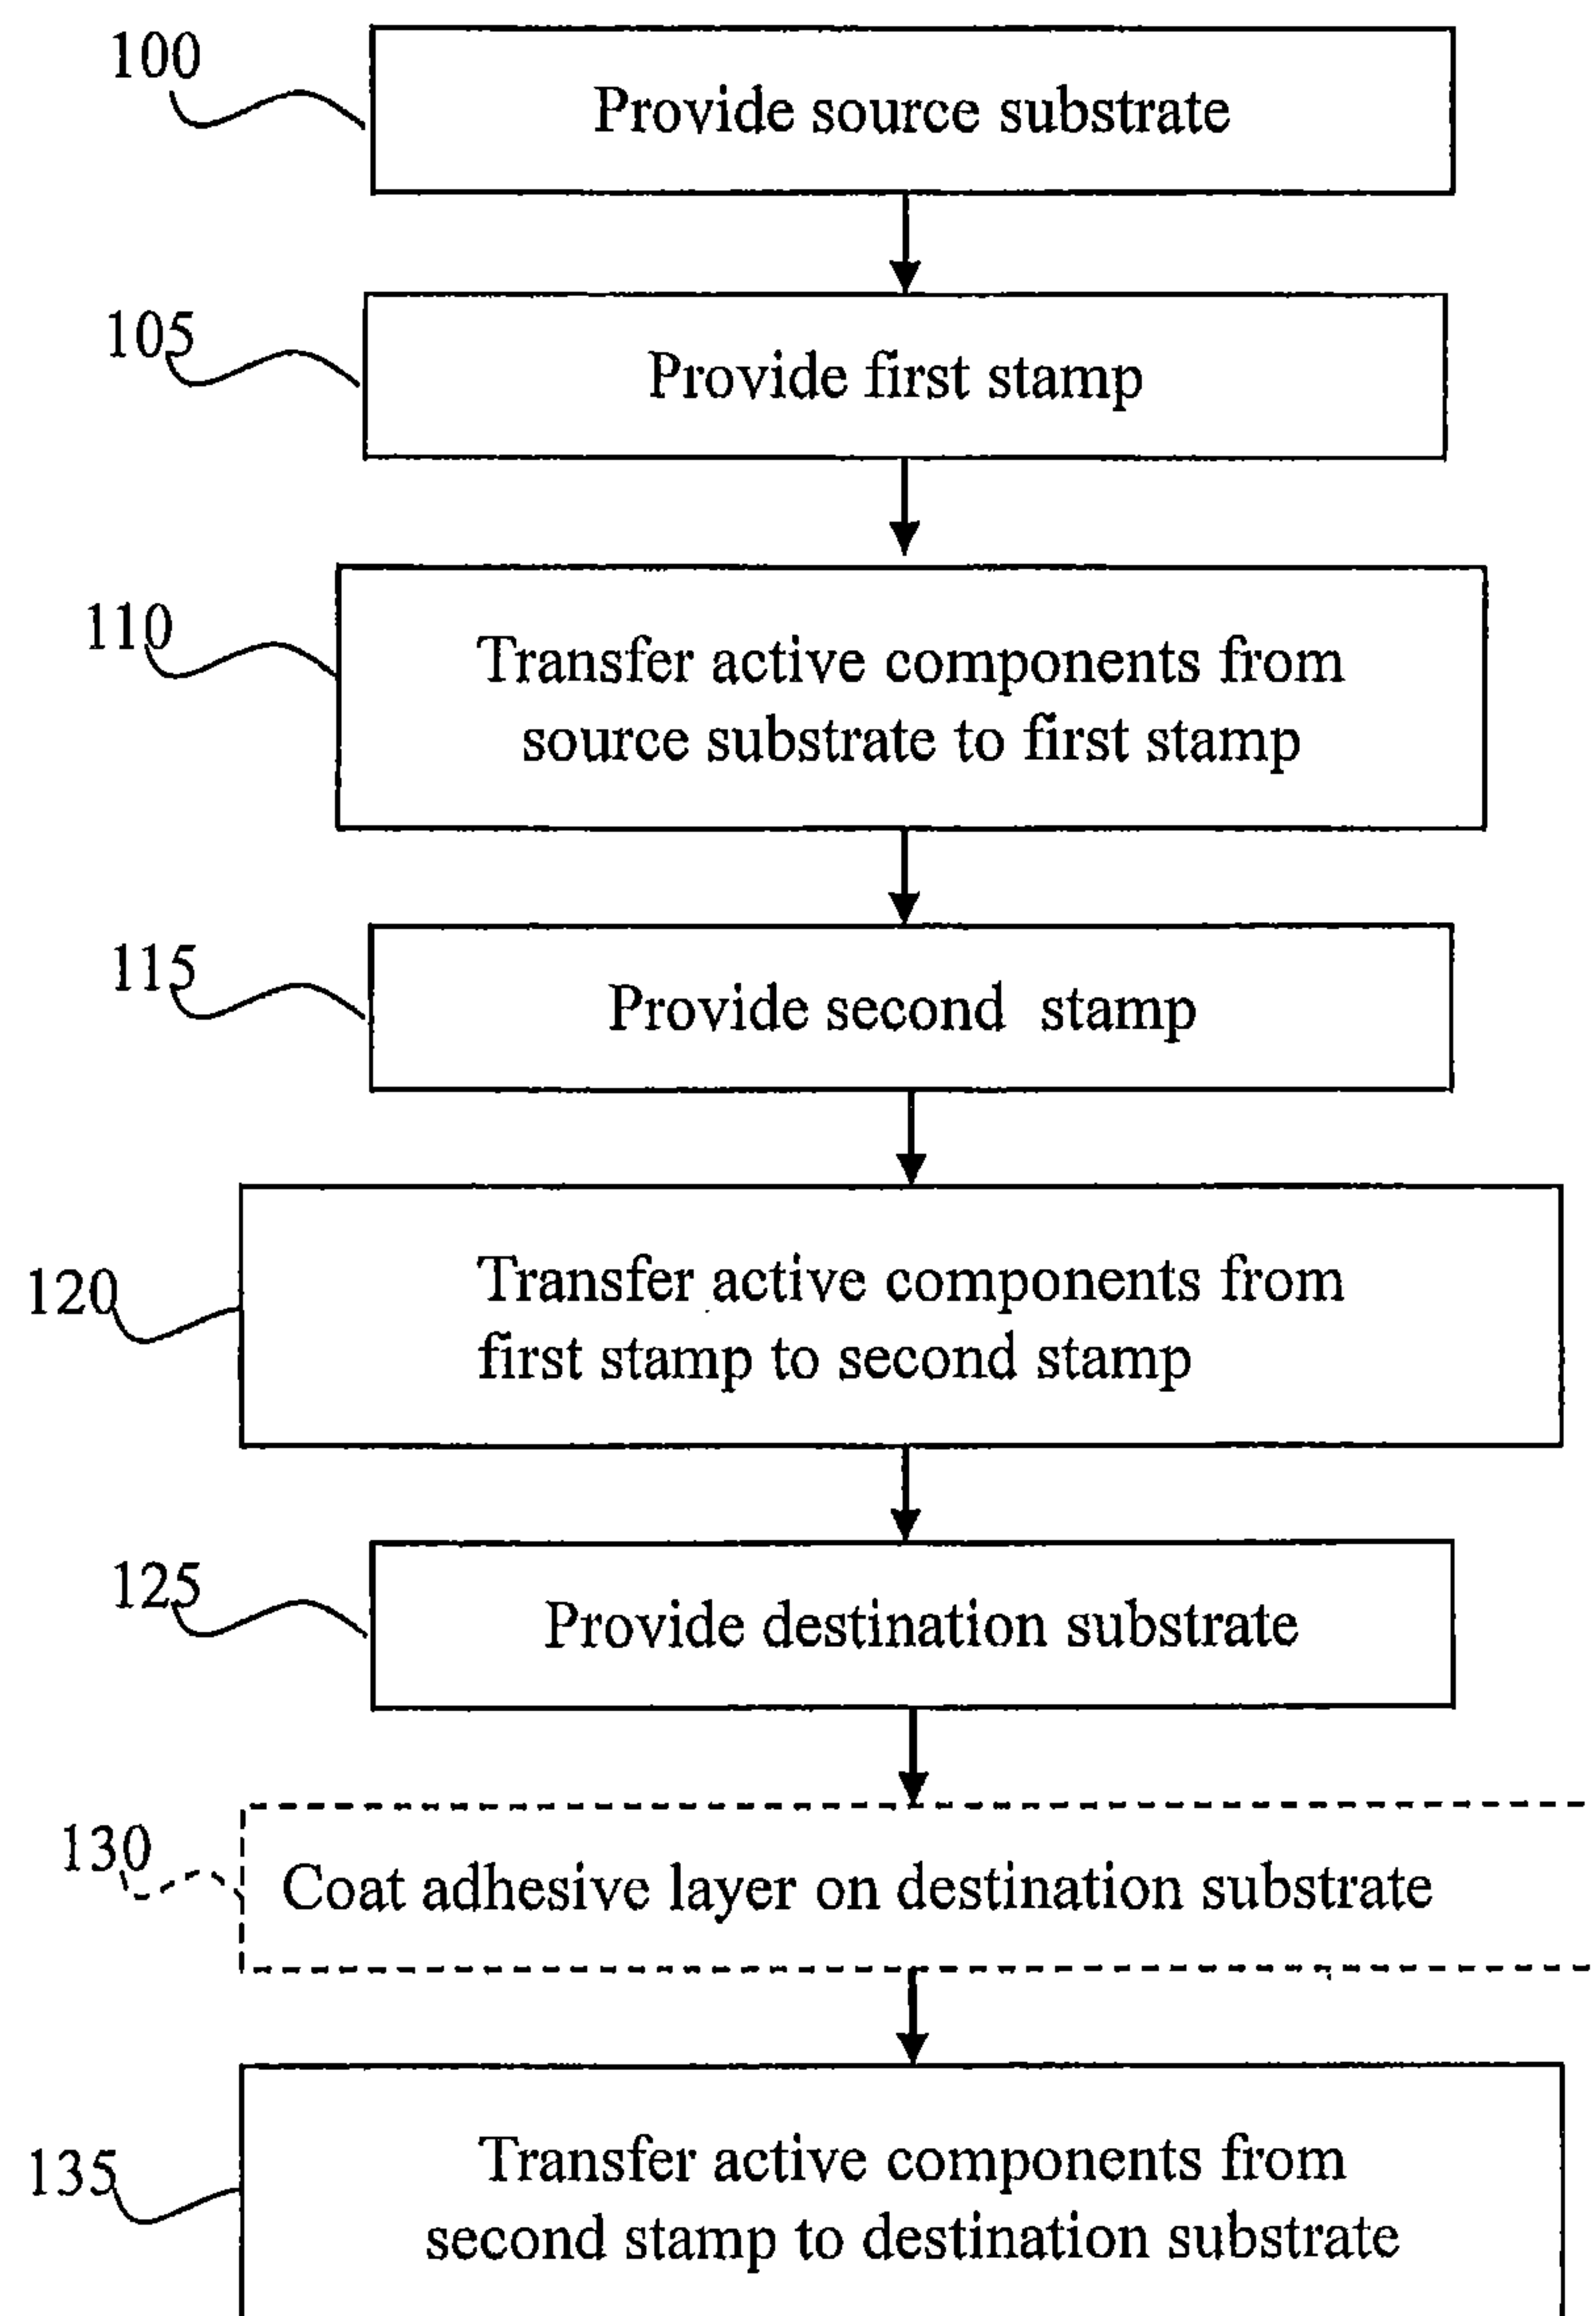 100
Provide source substrate
105
Provide first stamp
110
Transfer active components from
source substrate to first stamp
115
Provide second stamp
120
Transfer active components from
first stamp to second stamp
125
Provide destination substrate
130
Coat adhesive layer on destination substrate
135
Transfer active components from
second stamp to destination substrate